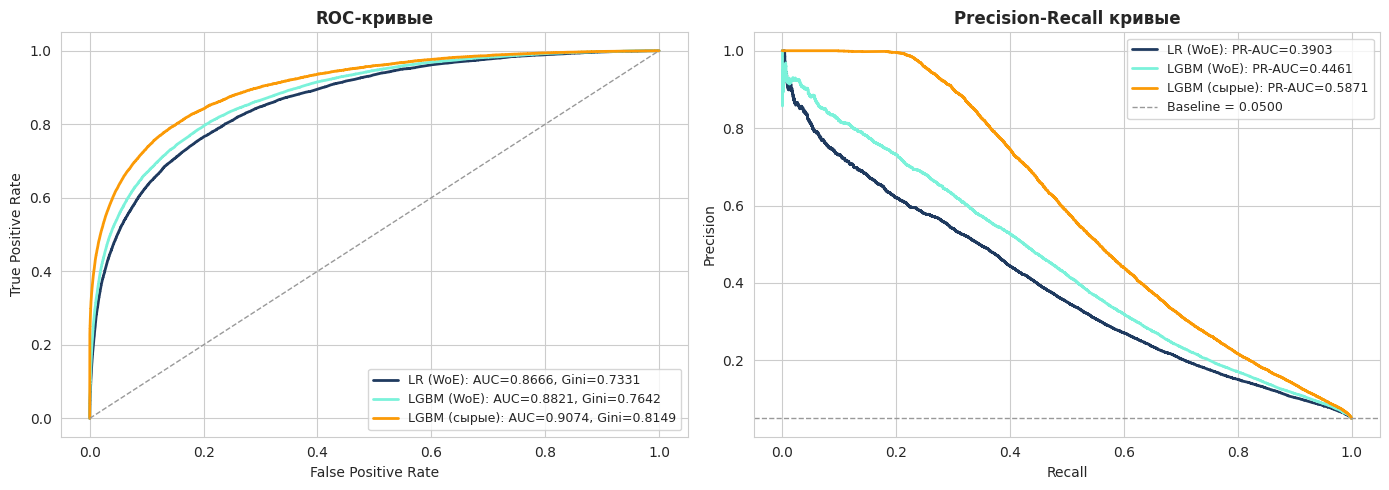 ROC-кривые
True Positive Rate
1.0
0.8
0.6
0.4
0.2
0.0
LR (WoE): AUC=0.8666, Gini=0.7331
LGBM (WoE): AUC=0.8821, Gini=0.7642
LGBM (сырые): AUC=0.9074, Gini=0.8149
0.0 0.2 0.4 0.6 0.8 1.0
False Positive Rate
Precision-Recall кривые
Precision
1.0
0.8
0.6
0.4
0.2
LR (WoE): PR-AUC=0.3903
LGBM (WoE): PR-AUC=0.4461
LGBM (сырые): PR-AUC=0.5871
Baseline = 0.0500
0.0 0.2 0.4 0.6 0.8 1.0
Recall